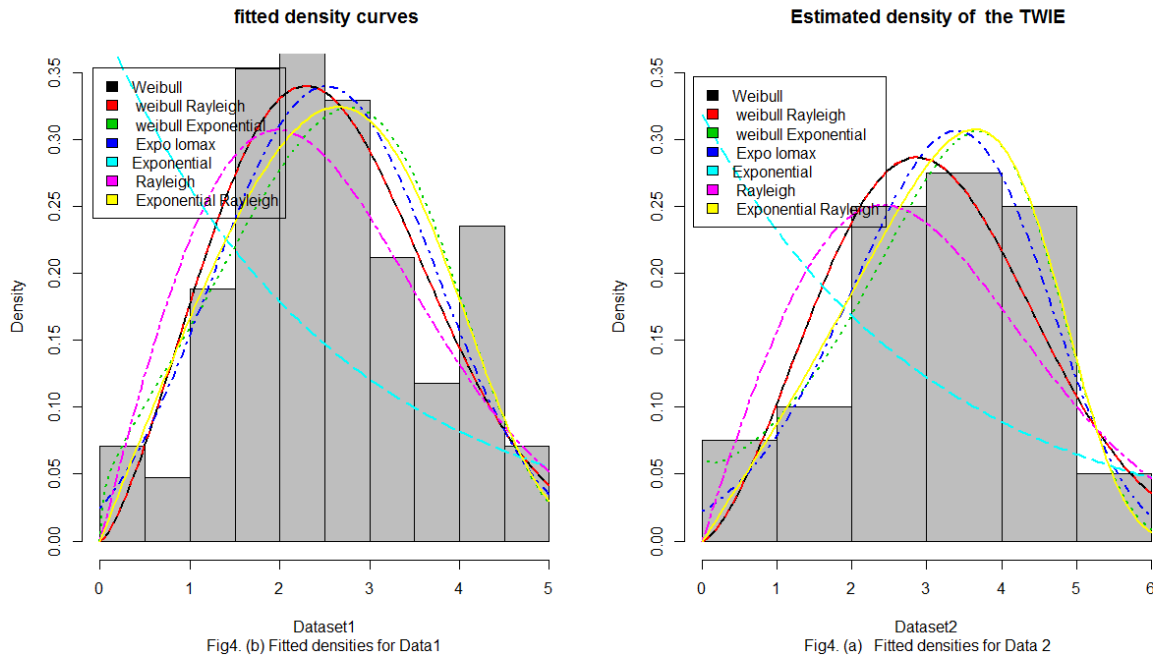 fitted density curves
Density
0.00
0.05
0.10
0.15
0.20
0.25
0.30
0.35
Weibull
weibull Rayleigh
weibull Exponential
Expo lomax
Exponential
Rayleigh
Exponential Rayleigh
0 1 2 3 4 5
Dataset1
Fig4. (b) Fitted densities for Data1
Estimated density of the TWIE
Density
0.00
0.05
0.10
0.15
0.20
0.25
0.30
0.35
Weibull
weibull Rayleigh
weibull Exponential
Expo lomax
Exponential
Rayleigh
Exponential Rayleigh
0 1 2 3 4 5 6
Dataset2
Fig4. (a) Fitted densities for Data 2